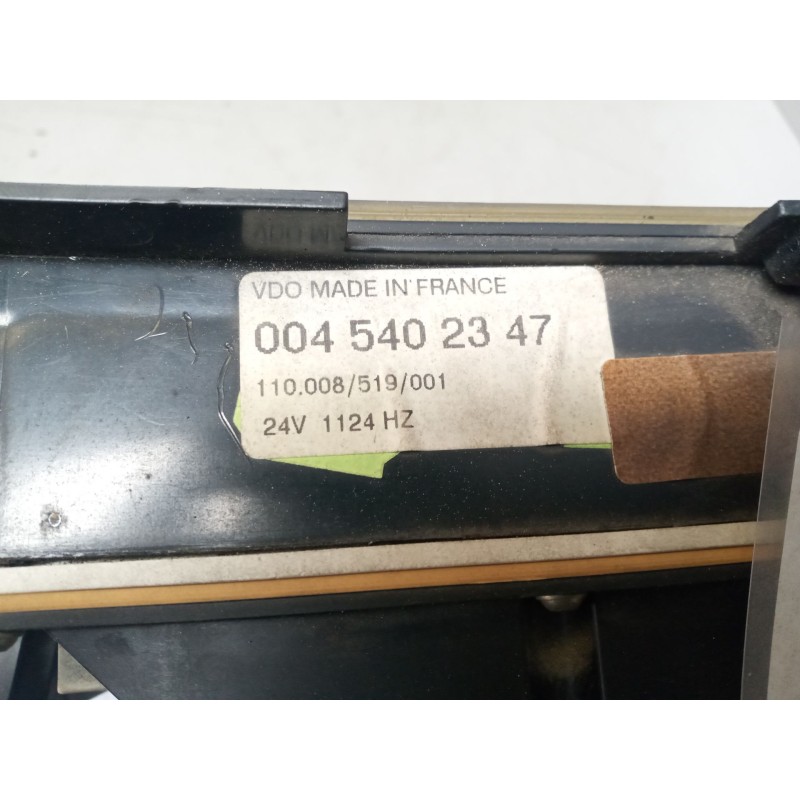 VDO MADE IN FRANCE
004 540 23 47
110.008/519/001
24V 1124 HZ